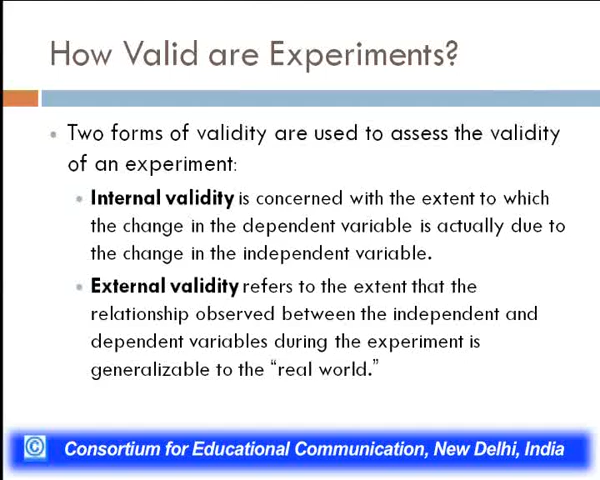 How Valid are Experiments?
• Two forms of validity are used to assess the validity
of an experiment:
• Internal validity is concerned with the extent to which
the change in the dependent variable is actually due to
the change in the independent variable.
• External validity refers to the extent that the
relationship observed between the independent and
dependent variables during the experiment is
generalizable to the “real world.”
© Consortium for Educational Communication, New Delhi, India